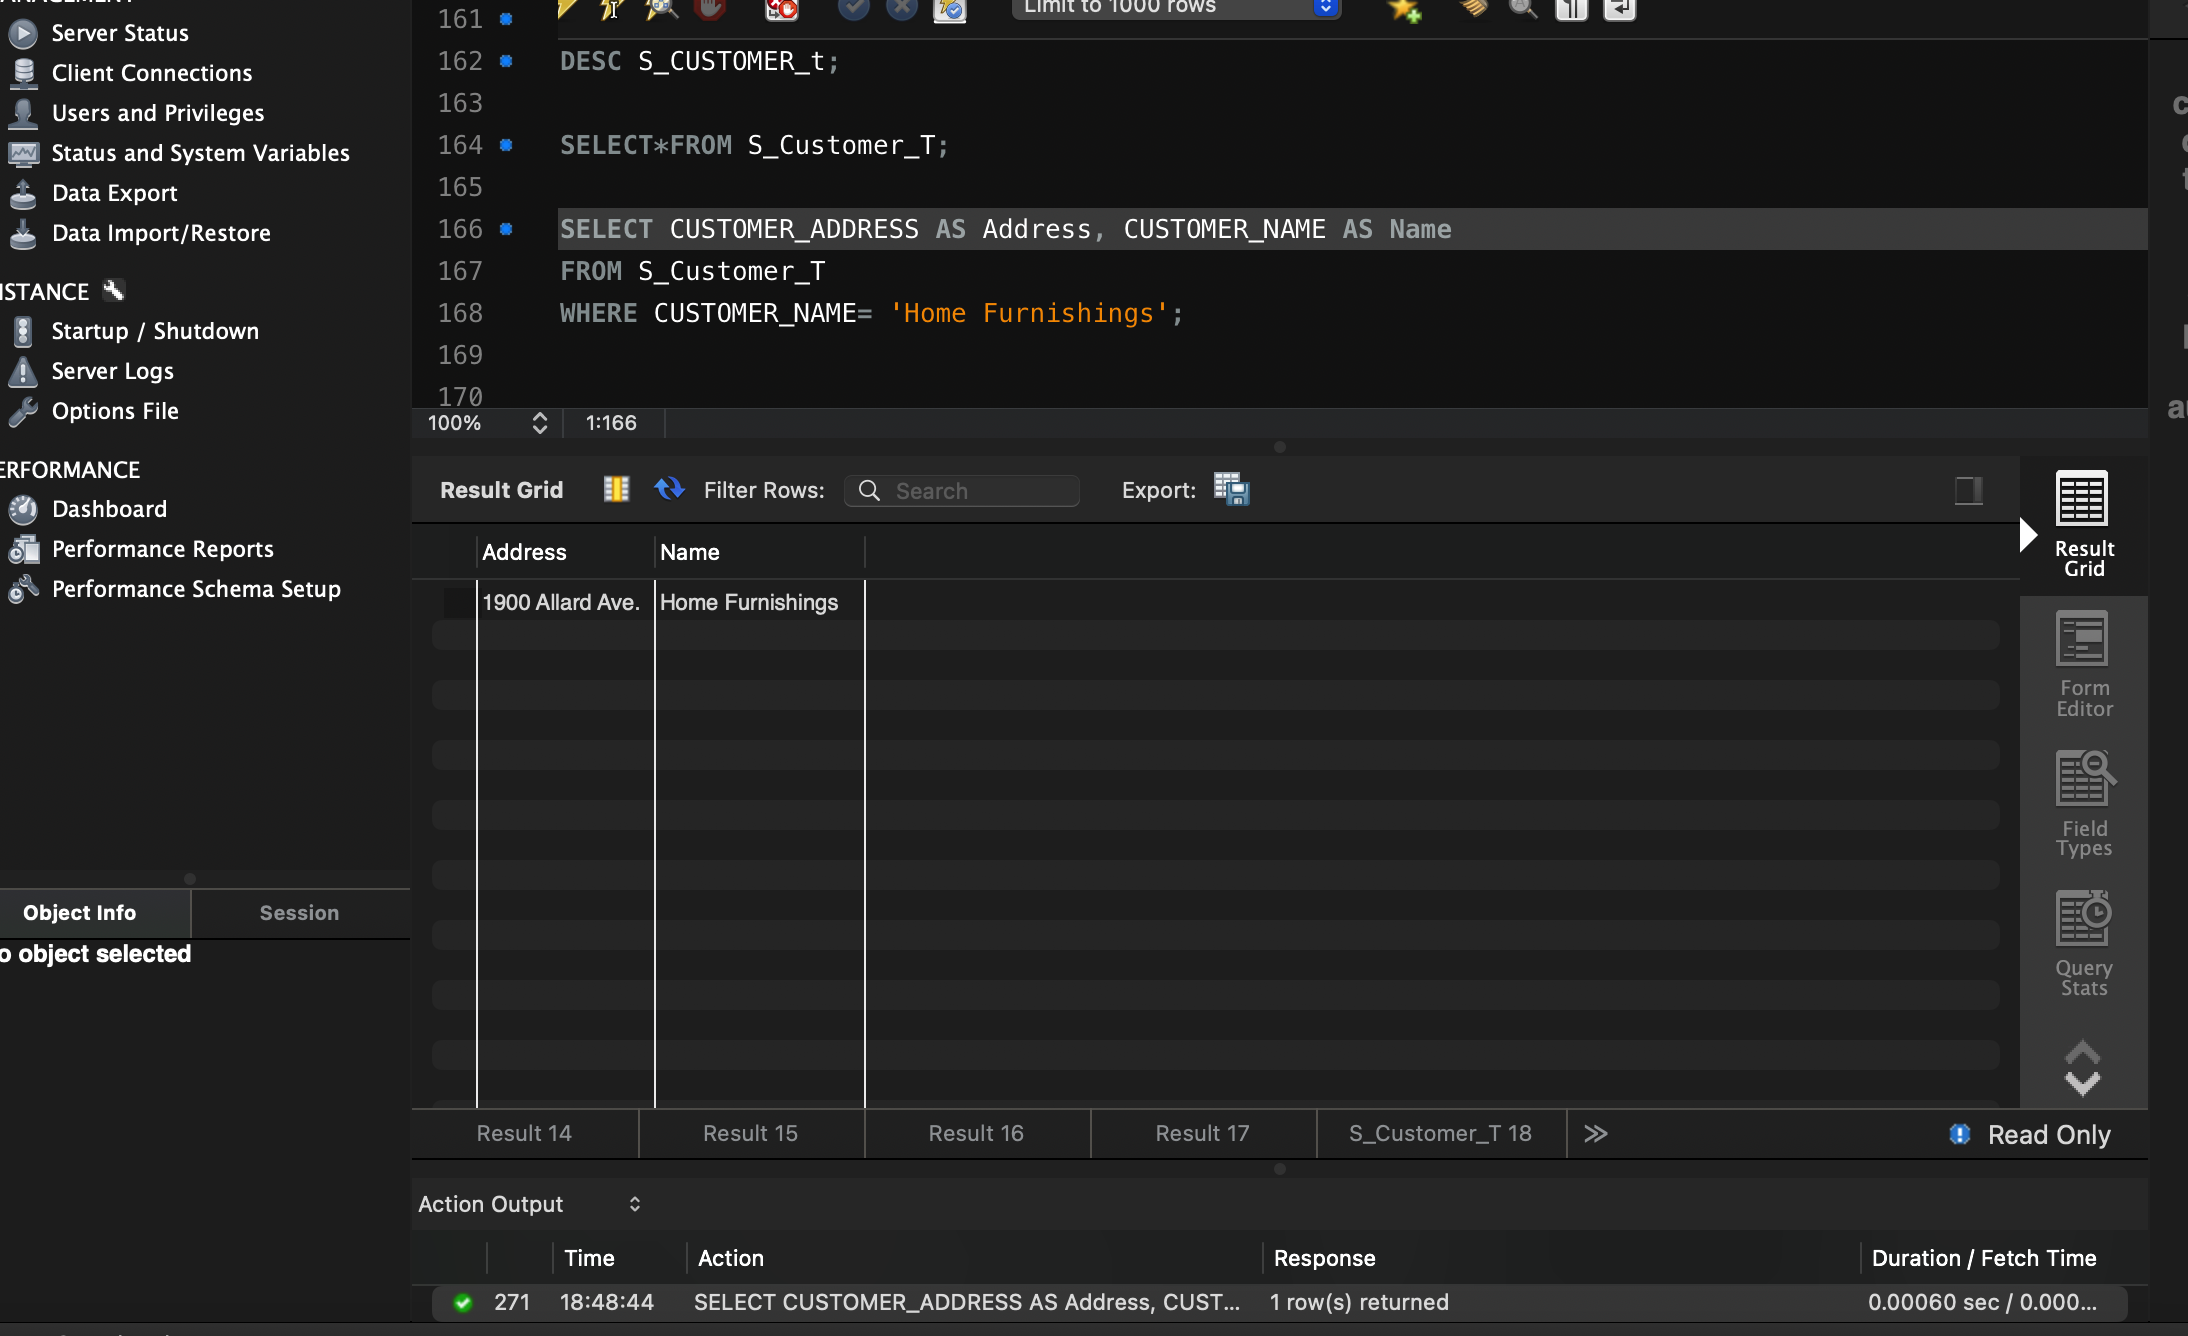 Server Status
Client Connections
Users and Privileges
Status and System Variables
Data Export
Data Import/Restore
ISTANCE
Startup / Shutdown
Server Logs
Options File
ERFORMANCE
Dashboard
Performance Reports
Performance Schema Setup
Object Info
Session
o object selected
Limit to 1000 rows
161
162 DESC S_CUSTOMER_t;
163
164 SELECT*FROM S_Customer_T;
165
166 SELECT CUSTOMER_ADDRESS AS Address, CUSTOMER_NAME AS Name
167 FROM S_Customer_T
168 WHERE CUSTOMER_NAME= 'Home Furnishings';
169
170
100% 1:166
Result Grid Filter Rows: Search Export:
Address Name
1900 Allard Ave. Home Furnishings
Result
Grid
Form
Editor
Field
Types
Query
Stats
Result 14 Result 15 Result 16 Result 17 S_Customer_T 18 Read Only
Action Output
Time Action Response Duration / Fetch Time
271 18:48:44 SELECT CUSTOMER_ADDRESS AS Address, CUST... 1 row(s) returned 0.00060 sec / 0.000...